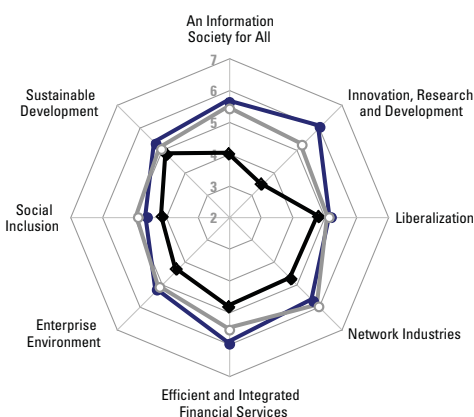 An Information
Society for All
7
6
5
4
3
2
Innovation, Research
and Development
Liberalization
Network Industries
Efficient and Integrated
Financial Services
Enterprise
Environment
Social
Inclusion
Sustainable
Development